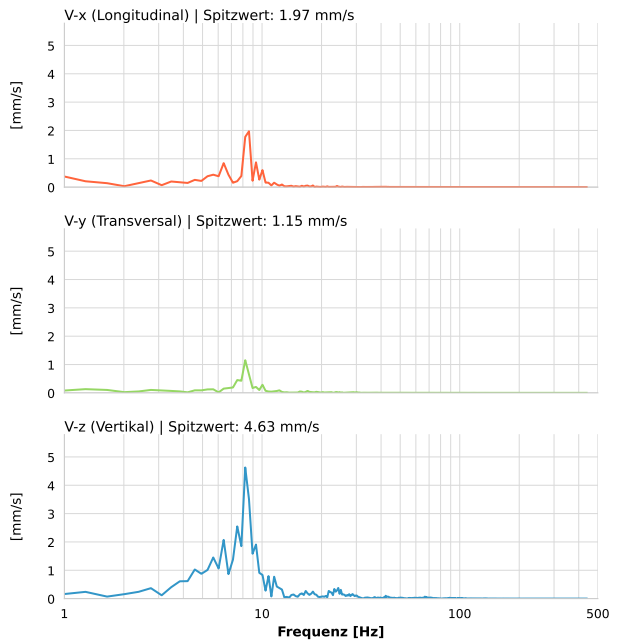 V-x (Longitudinal) | Spitzwert: 1.97 mm/s
[mm/s]
5
4
3
2
1
0
V-y (Transversal) | Spitzwert: 1.15 mm/s
[mm/s]
5
4
3
2
1
0
V-z (Vertikal) | Spitzwert: 4.63 mm/s
[mm/s]
5
4
3
2
1
0
1 10 100 500
Frequenz [Hz]